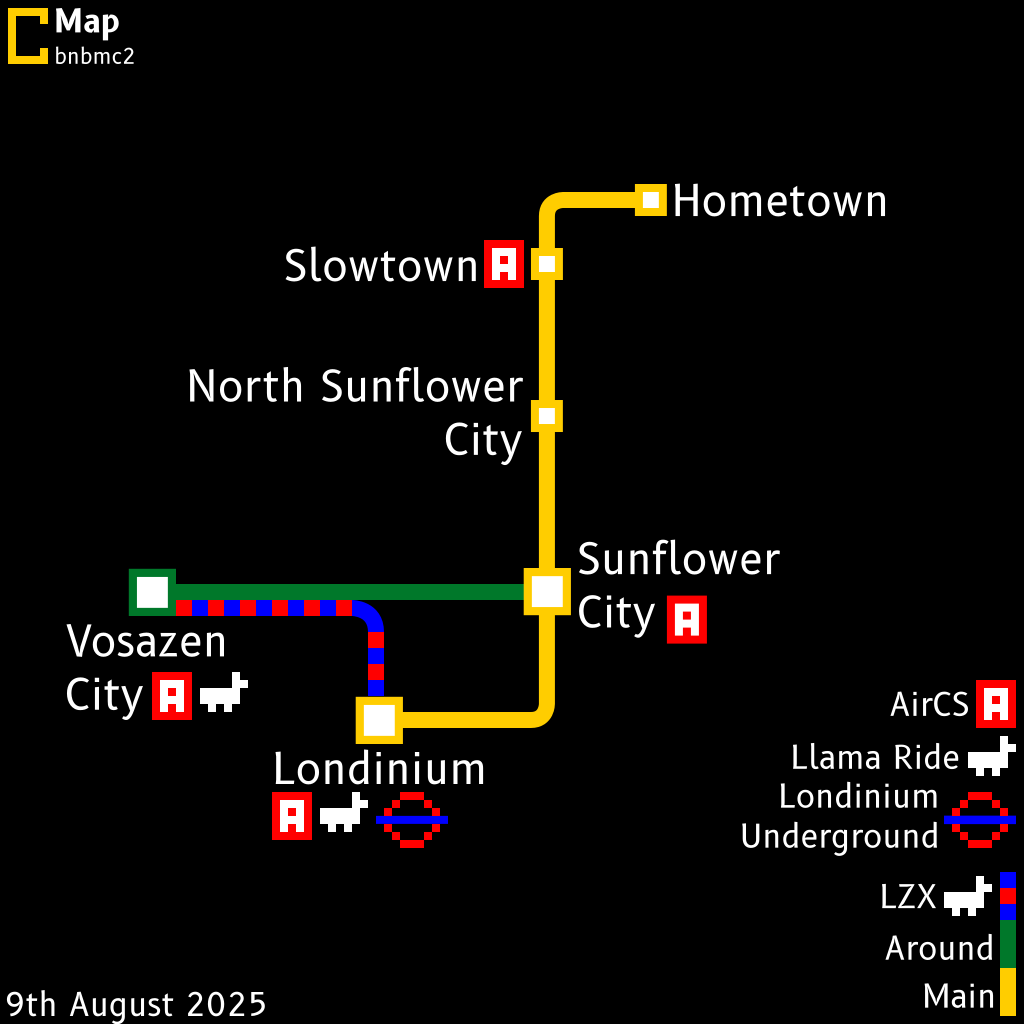 Map
bnbmc2
Hometown
Slowtown A
North Sunflower
City
Sunflower
City A
Vosazen
City A
Londinium
A
AirCS A
Llama Ride
Londinium
Underground
LZX
Around
Main
9th August 2025